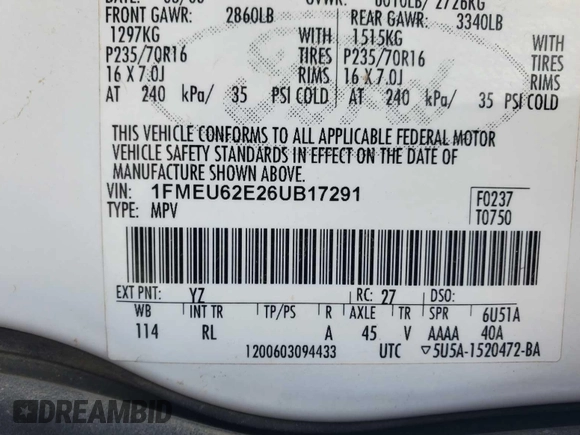 FRONT GAWR: 2860LB REAR GAWR: 3340LB
1297KG WITH 1515KG WITH
P235/70R16 TIRES P235/70R16 TIRES
16 X 7.0J RIMS 16 X 7.0J RIMS
AT 240 kPa/ 35 PSI COLD AT 240 kPa/ 35 PSI COLD
THIS VEHICLE CONFORMS TO ALL APPLICABLE FEDERAL MOTOR
VEHICLE SAFETY STANDARDS IN EFFECT ON THE DATE OF
MANUFACTURE SHOWN ABOVE.
VIN: 1FMEU62E26UB17291 F0237
TYPE: MPV T0750
EXT PNT: YZ RC: 27 DSO:
WB INT TR TP/PS R AXLE TR SPR 6U51A
114 RL A 45 V AAAA 40A
1200603094433 UTC ▽5U5A-1520472-BA
DREAMBID